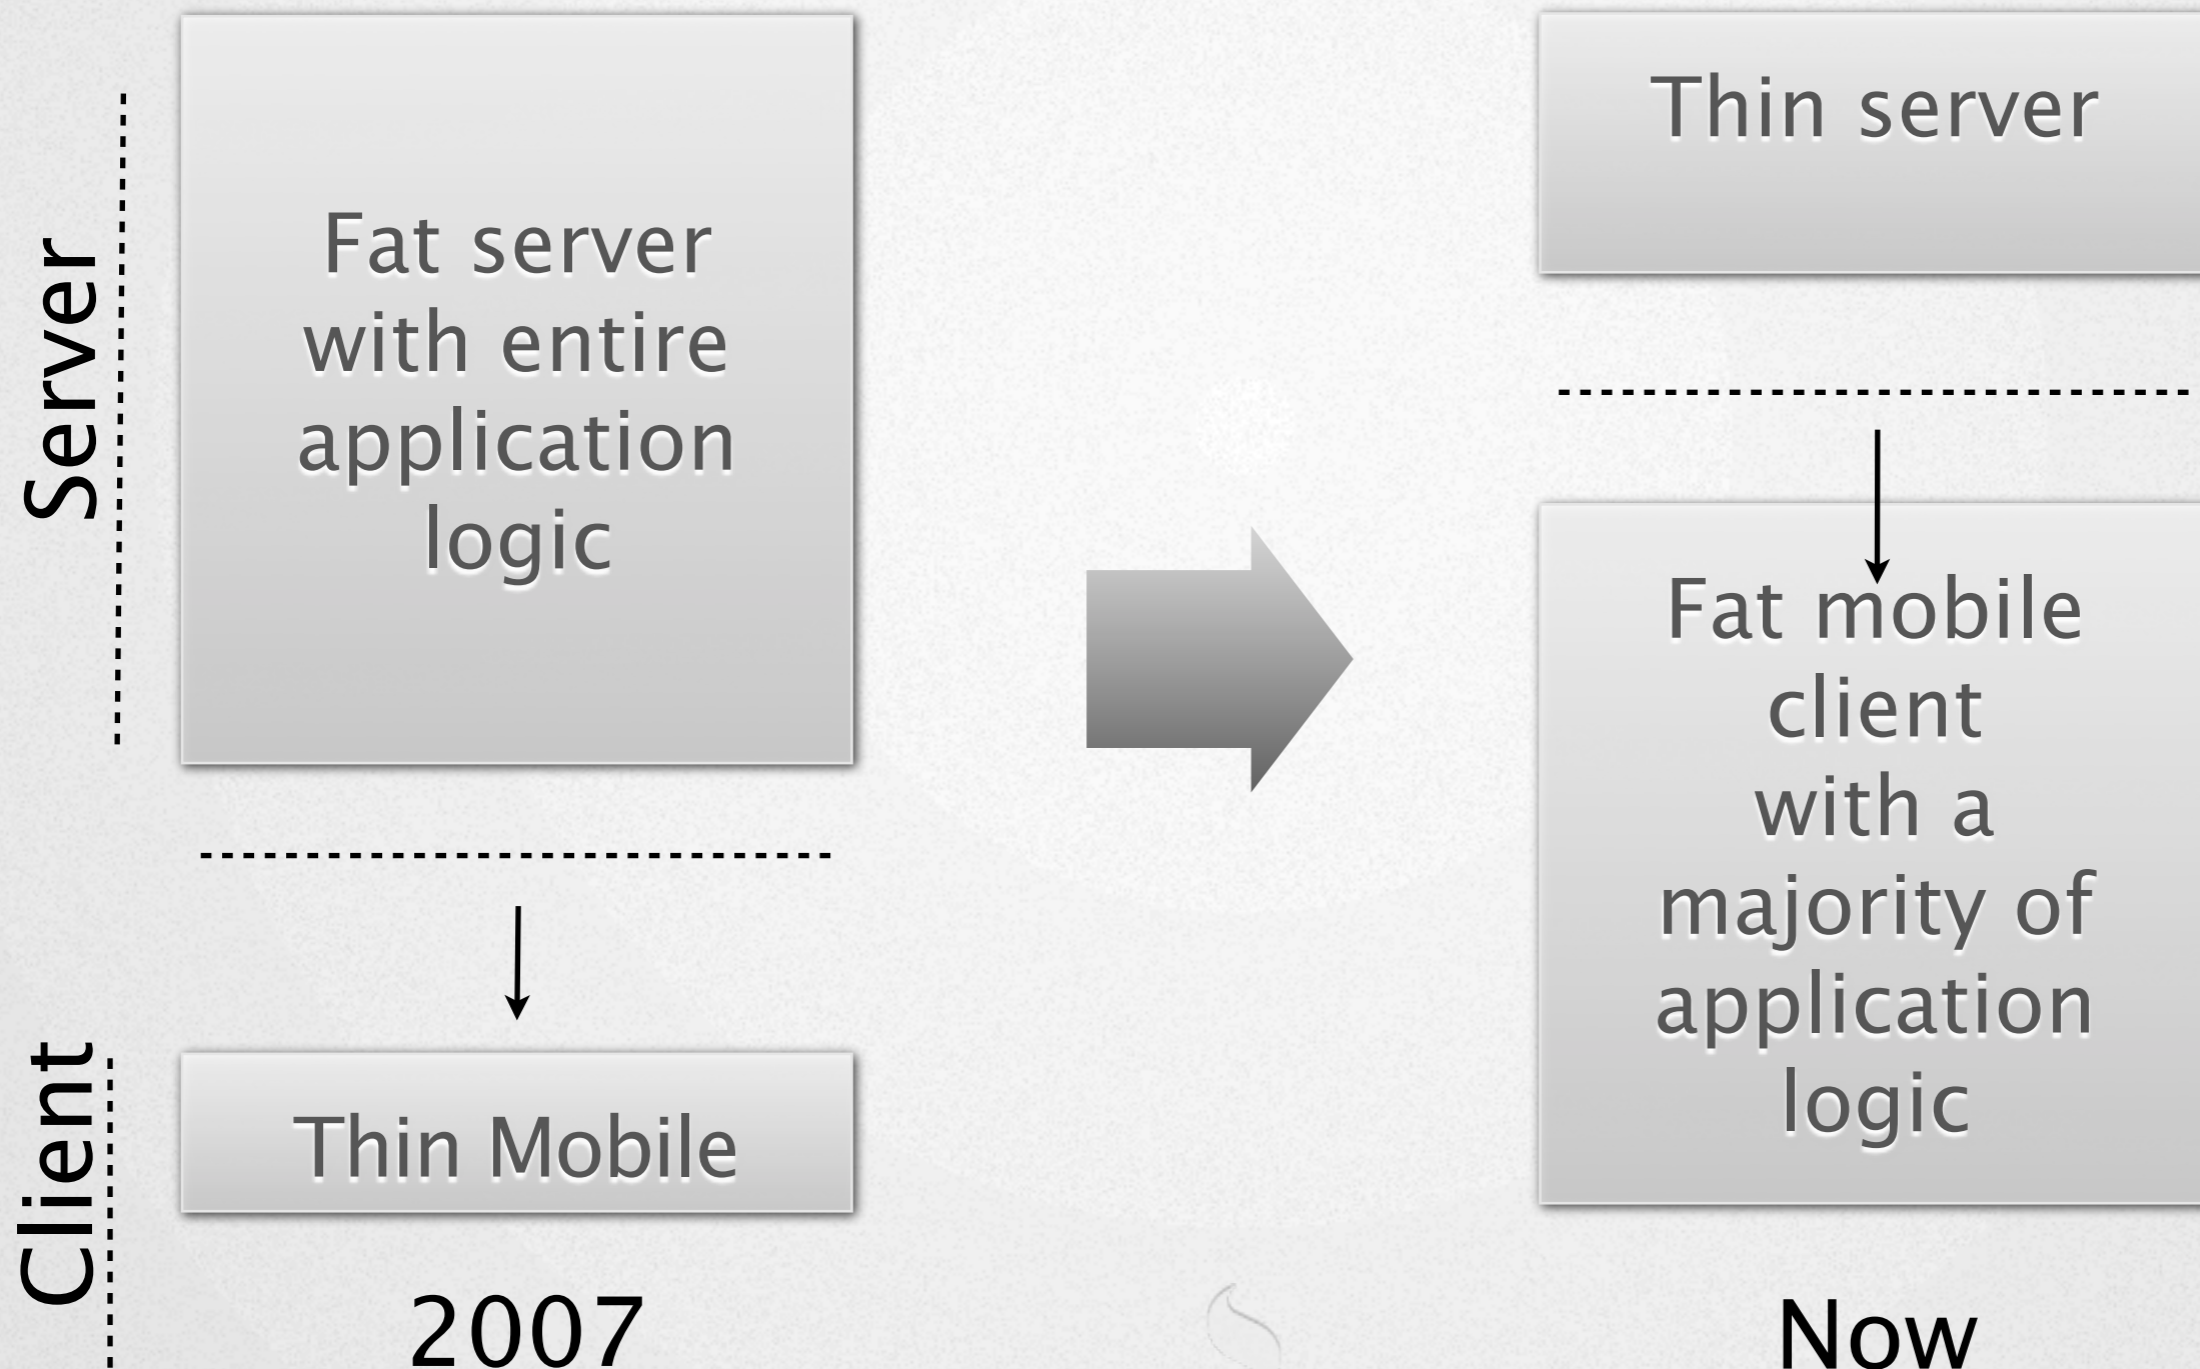 Server
Fat server
with entire
application
logic
Client
Thin Mobile
2007
Thin server
Fat mobile
client
with a
majority of
application
logic
Now